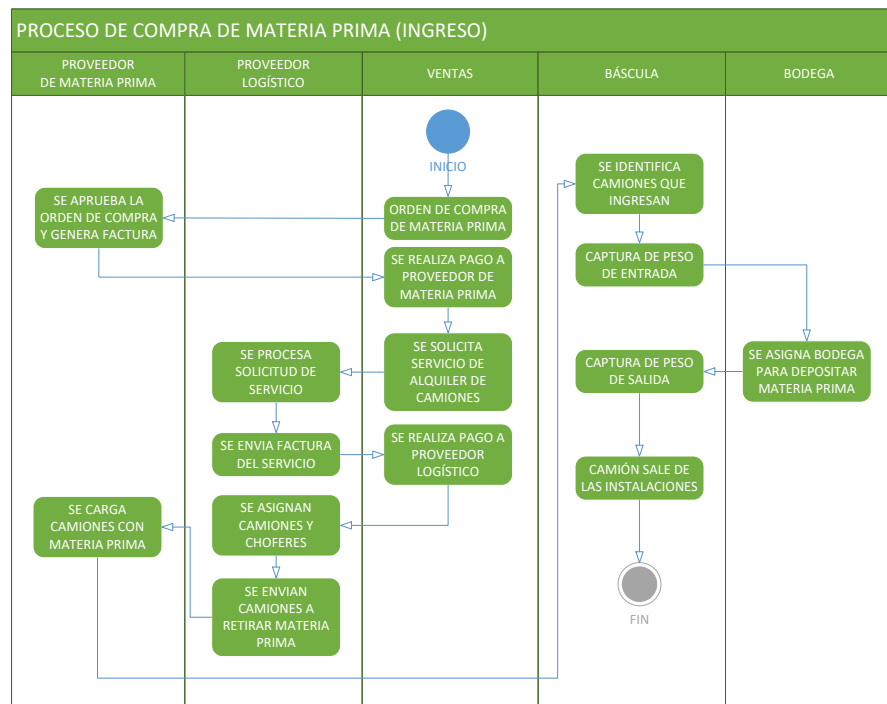 PROCESO DE COMPRA DE MATERIA PRIMA (INGRESO)
PROVEEDOR
DE MATERIA PRIMA
PROVEEDOR
LOGÍSTICO
VENTAS
BÁSCULA
BODEGA
INICIO
ORDEN DE COMPRA
DE MATERIA PRIMA
SE APRUEBA LA
ORDEN DE COMPRA
Y GENERA FACTURA
SE REALIZA PAGO A
PROVEEDOR DE
MATERIA PRIMA
SE SOLICITA
SERVICIO DE
ALQUILER DE
CAMIONES
SE PROCESA
SOLICITUD DE
SERVICIO
SE ENVIA FACTURA
DEL SERVICIO
SE REALIZA PAGO A
PROVEEDOR
LOGÍSTICO
SE ASIGNAN
CAMIONES Y
CHOFERES
SE ENVIAN
CAMIONES A
RETIRAR MATERIA
PRIMA
SE CARGA
CAMIONES CON
MATERIA PRIMA
SE IDENTIFICA
CAMIONES QUE
INGRESAN
CAPTURA DE PESO
DE ENTRADA
SE ASIGNA BODEGA
PARA DEPOSITAR
MATERIA PRIMA
CAPTURA DE PESO
DE SALIDA
CAMIÓN SALE DE
LAS INSTALACIONES
FIN